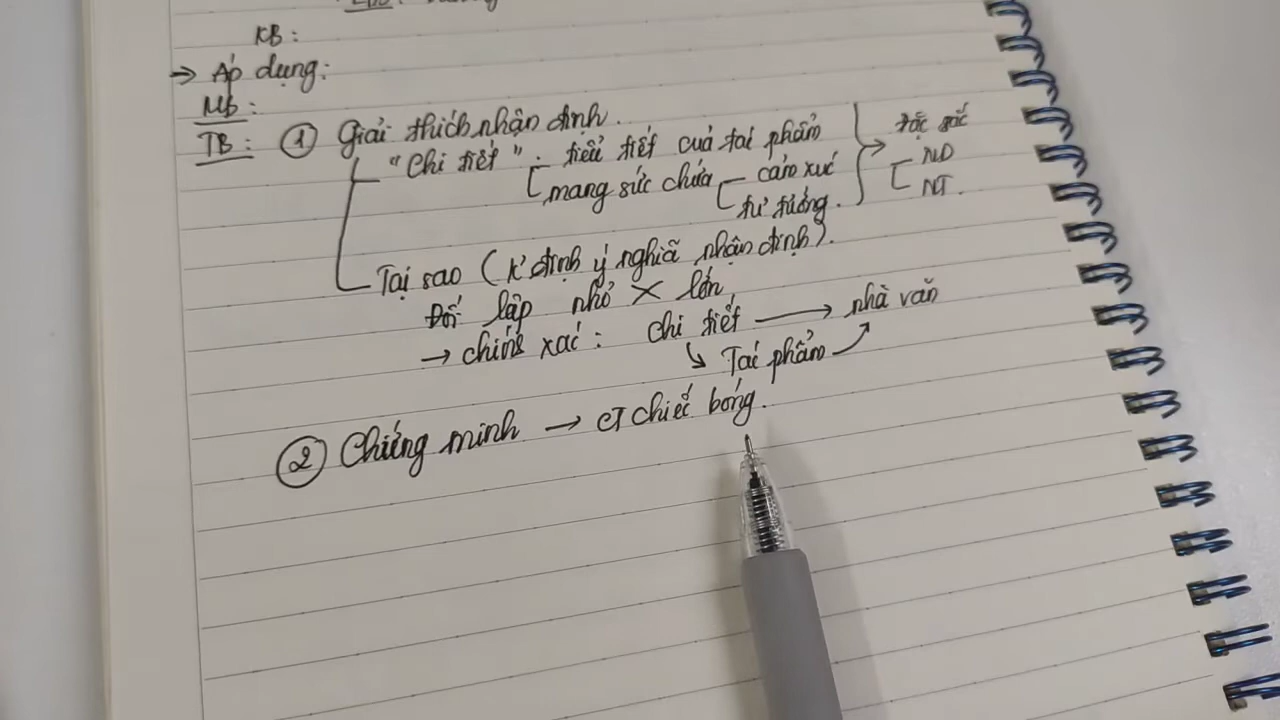 KB:
→ Áp dụng:
MB:
TB: ① Giải thích nhận định.
"Chi tiết". tiểu tiết của tác phẩm
mang sức chứa cảm xúc
tư tưởng.
→ đặc sắc
ND
NT.
Tại sao (k° định ý nghĩa nhận định).
Đối lập nhỏ X lớn
→ chính xác: chi tiết → nhà văn
↳ Tác phẩm
② Chứng minh → CT chiếc bóng.